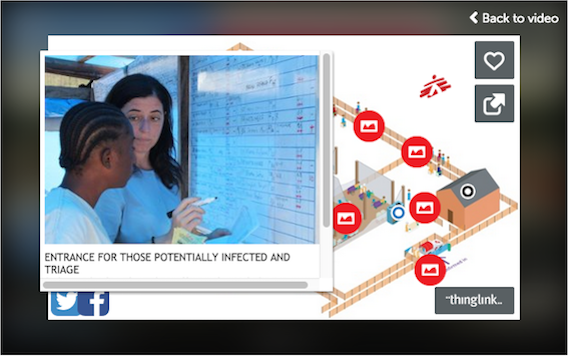 Back to video
ENTRANCE FOR THOSE POTENTIALLY INFECTED AND
TRIAGE
thinglink..